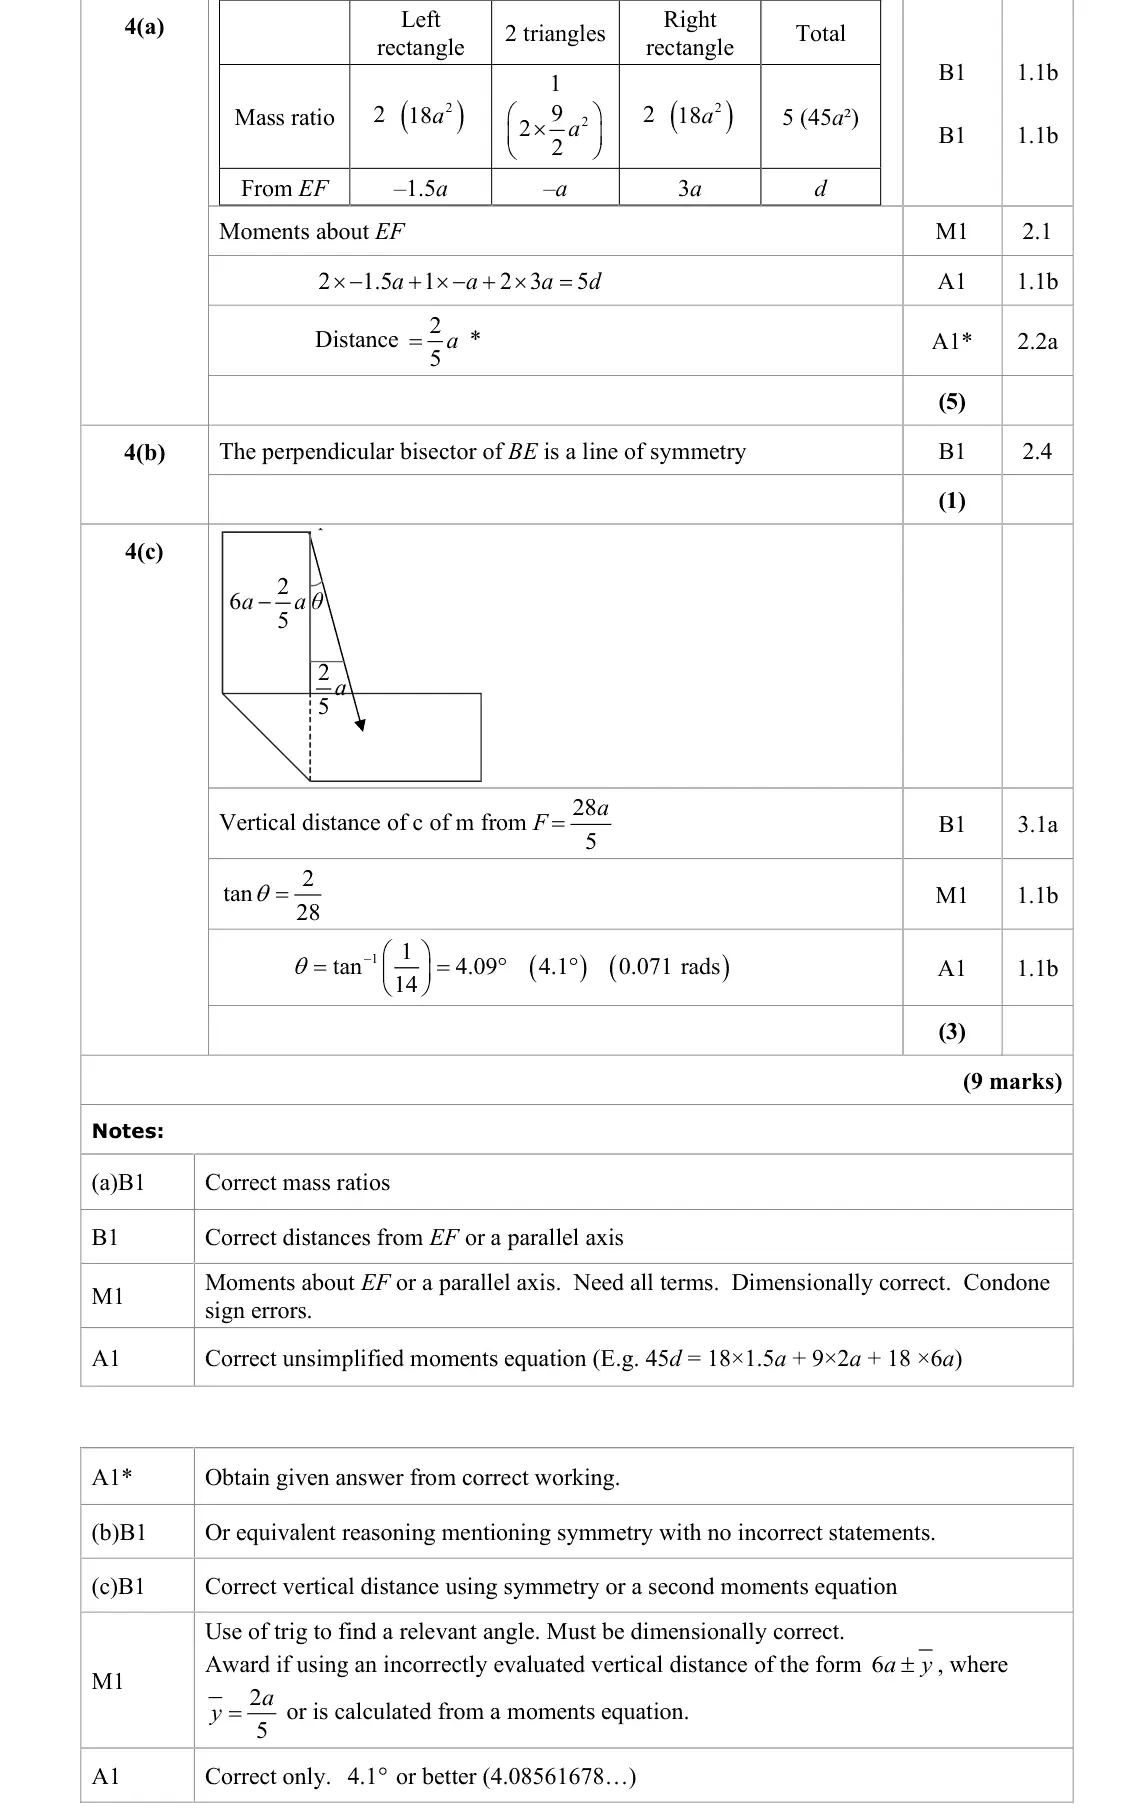 4(a)
Left rectangle | 2 triangles | Right rectangle | Total
Mass ratio | 2 (18a²) | 1 (2×9/2 a²) | 2 (18a²) | 5 (45a²)
B1 1.1b
B1 1.1b
From EF | –1.5a | –a | 3a | d
Moments about EF | M1 | 2.1
2×−1.5a+1×−a+2×3a=5d | A1 | 1.1b
Distance = 2/5 a * | A1* | 2.2a
(5)
4(b) | The perpendicular bisector of BE is a line of symmetry | B1 | 2.4
(1)
4(c)
6a − 2/5 a θ
2/5 a
Vertical distance of c of m from F = 28a/5 | B1 | 3.1a
tan θ = 2/28 | M1 | 1.1b
θ = tan⁻¹(1/14) = 4.09° (4.1°) (0.071 rads) | A1 | 1.1b
(3)
(9 marks)
Notes:
(a)B1 | Correct mass ratios
B1 | Correct distances from EF or a parallel axis
M1 | Moments about EF or a parallel axis. Need all terms. Dimensionally correct. Condone
sign errors.
A1 | Correct unsimplified moments equation (E.g. 45d = 18×1.5a + 9×2a + 18 ×6a)
A1* | Obtain given answer from correct working.
(b)B1 | Or equivalent reasoning mentioning symmetry with no incorrect statements.
(c)B1 | Correct vertical distance using symmetry or a second moments equation
M1 | Use of trig to find a relevant angle. Must be dimensionally correct.
Award if using an incorrectly evaluated vertical distance of the form 6a ± y̅ , where
y̅ = 2a/5 or is calculated from a moments equation.
A1 | Correct only. 4.1° or better (4.08561678…)